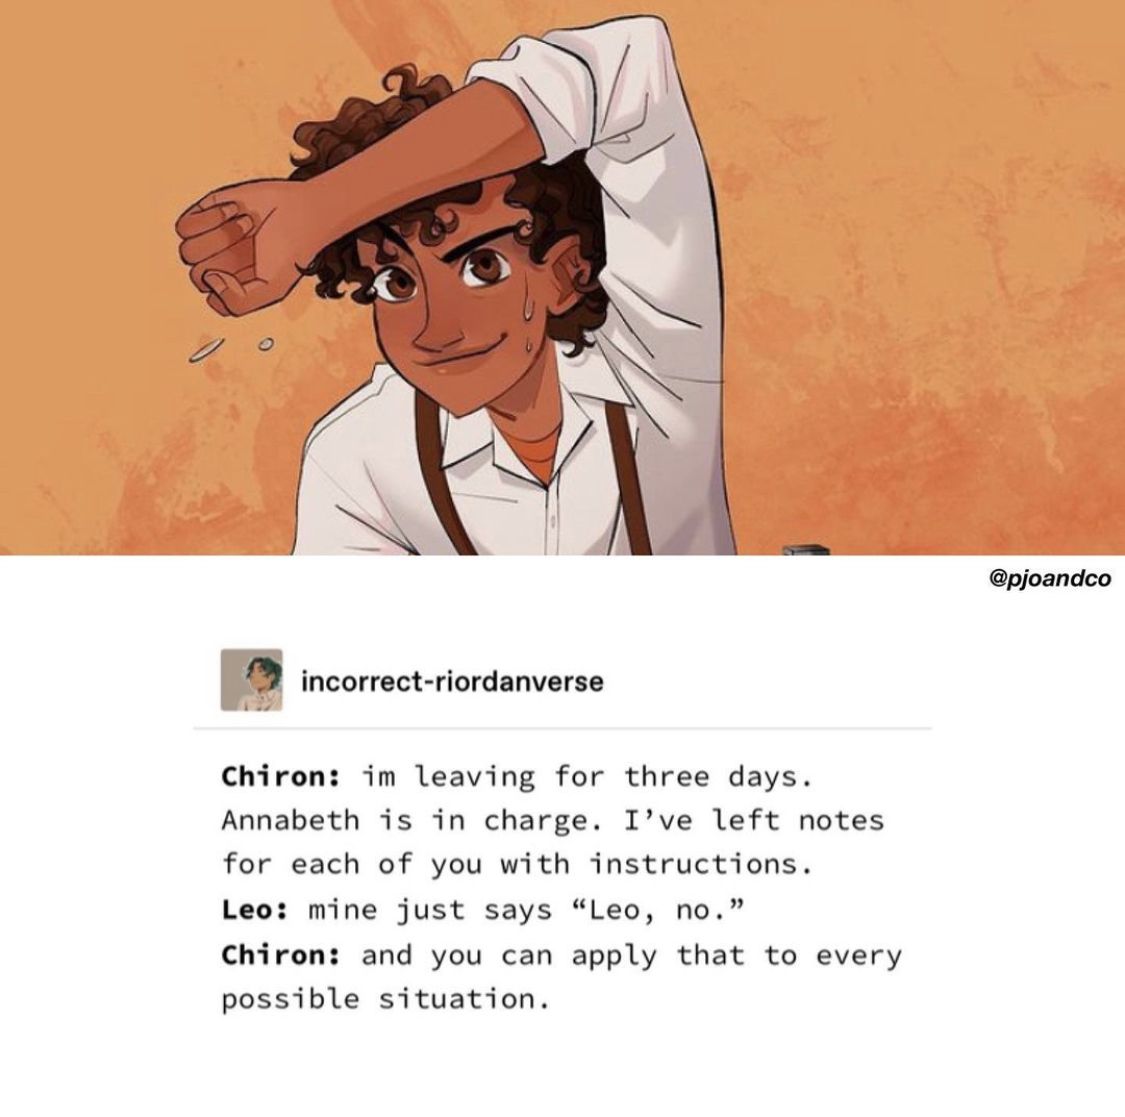 @pjoandco
incorrect-riordanverse
Chiron: im leaving for three days.
Annabeth is in charge. I’ve left notes
for each of you with instructions.
Leo: mine just says “Leo, no.”
Chiron: and you can apply that to every
possible situation.